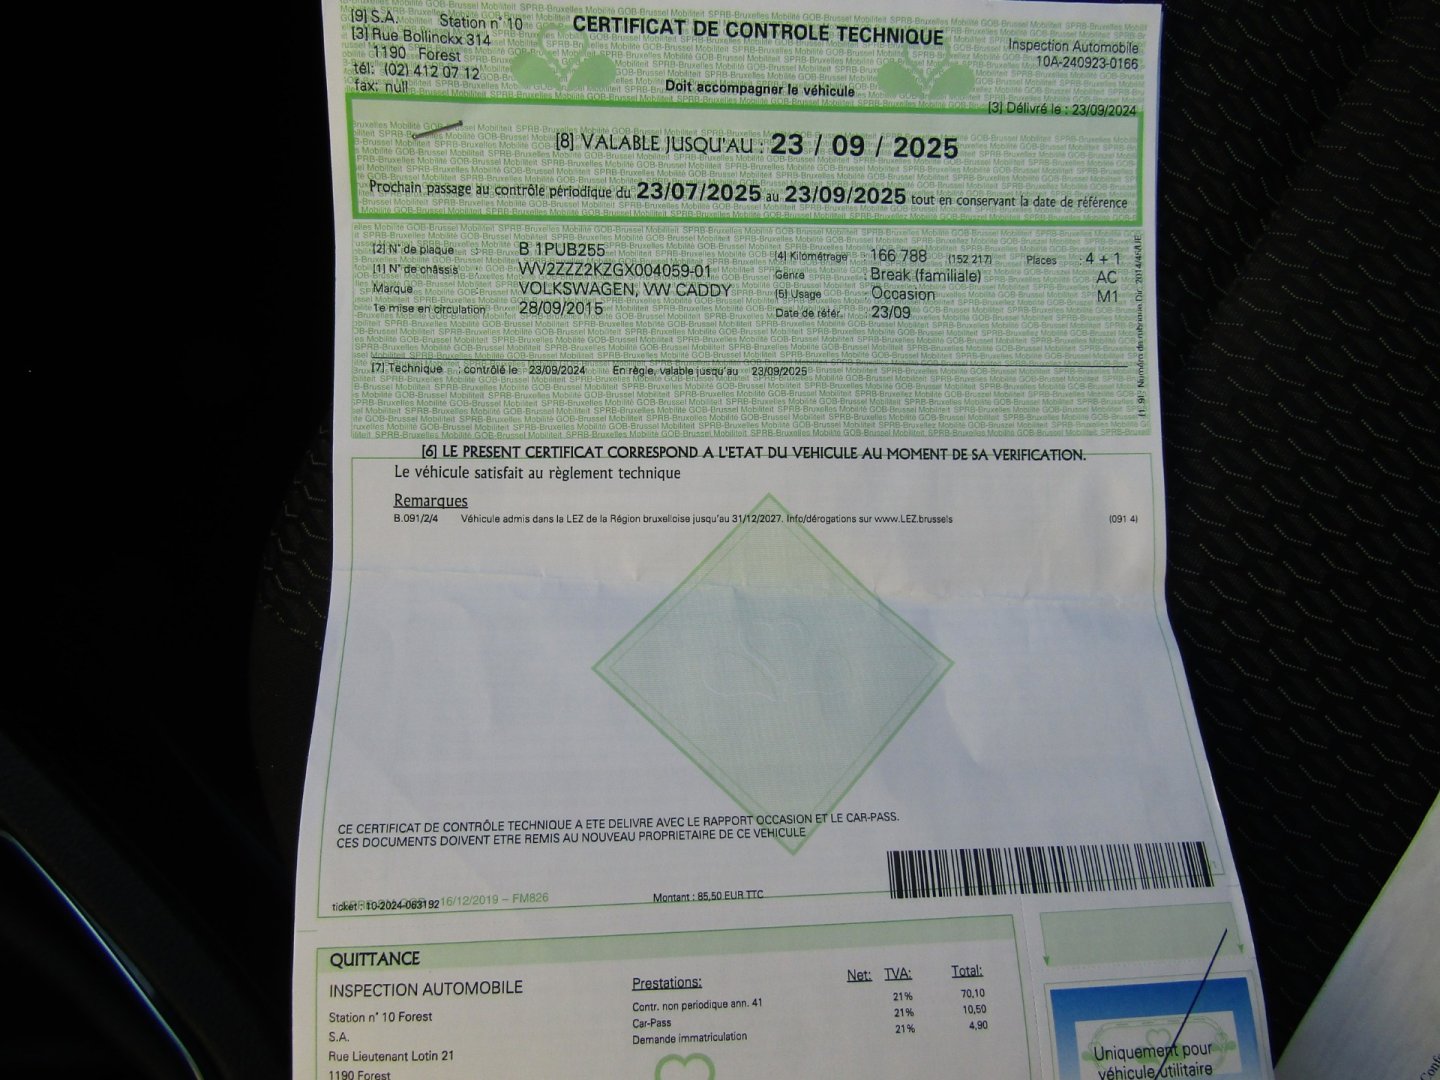 [9] S.A. Station n° 10
[3] Rue Bollinckx 314
1190 Forest
tél: (02) 412 07 12
fax: null
CERTIFICAT DE CONTROLE TECHNIQUE
Doit accompagner le véhicule
Inspection Automobile
10A-240923-0166
[3] Délivré le : 23/09/2024
[8] VALABLE JUSQU'AU : 23 / 09 / 2025
Prochain passage au contrôle périodique du 23/07/2025 au 23/09/2025 tout en conservant la date de référence
[2] N° de plaque : B 1PUB255
[1] N° de châssis WV2ZZZ2KZGX004059-01
Marque VOLKSWAGEN, VW CADDY
1e mise en circulation 28/09/2015
[4] Kilométrage 166 788 (152 217) Places : 4 + 1
Genre : Break (familiale) AC
[5] Usage Occasion M1
Date de référ. 23/09
[7] Technique : contrôlé le 23/09/2024 En règle, valable jusqu'au 23/09/2025
[6] LE PRESENT CERTIFICAT CORRESPOND A L'ETAT DU VEHICULE AU MOMENT DE SA VERIFICATION.
Le véhicule satisfait au règlement technique
Remarques
B.091/2/4 Véhicule admis dans la LEZ de la Région bruxelloise jusqu'au 31/12/2027. Info/dérogations sur www.LEZ.brussels (091 4)
CE CERTIFICAT DE CONTRÔLE TECHNIQUE A ETE DELIVRE AVEC LE RAPPORT OCCASION ET LE CAR-PASS.
CES DOCUMENTS DOIVENT ETRE REMIS AU NOUVEAU PROPRIETAIRE DE CE VEHICULE
ticket : 10-2024-063192 16/12/2019 – FM826
Montant : 85,50 EUR TTC
QUITTANCE
INSPECTION AUTOMOBILE
Station n° 10 Forest
S.A.
Rue Lieutenant Lotin 21
1190 Forest
Prestations: Net: TVA: Total:
Contr. non periodique ann. 41 21% 70,10
Car-Pass 21% 10,50
Demande immatriculation 21% 4,90
Uniquement pour
véhicule utilitaire